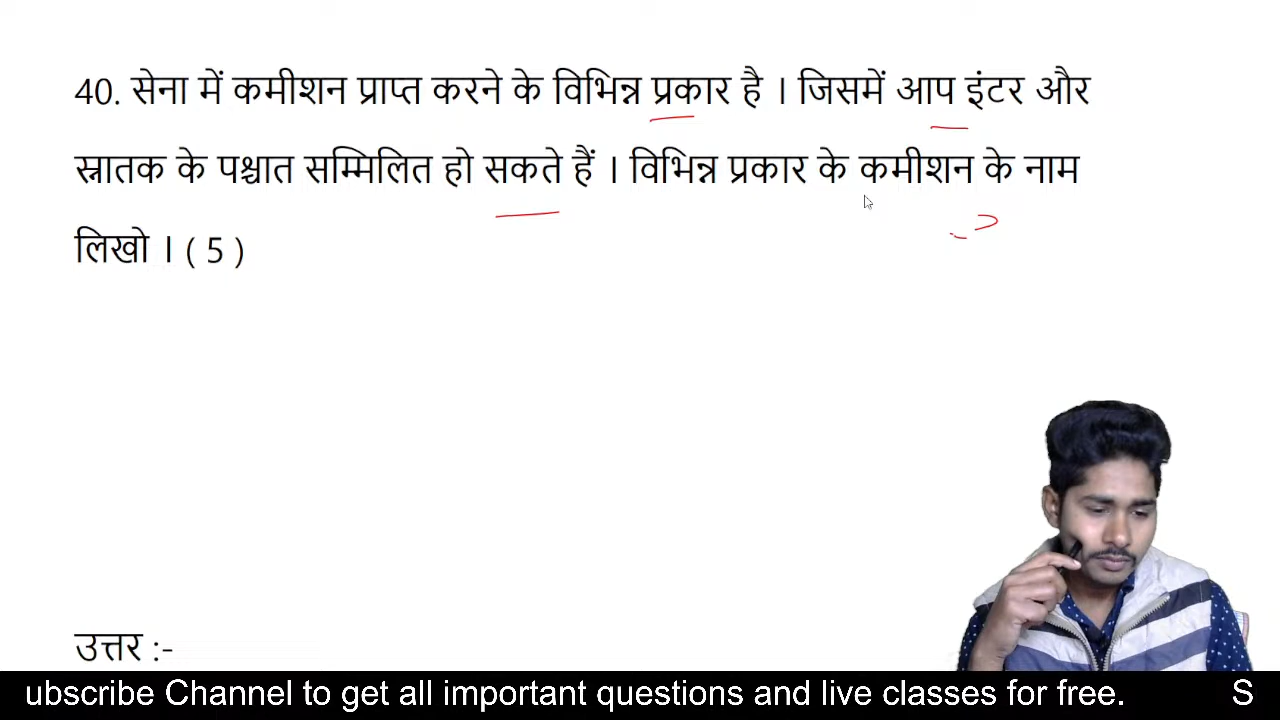 40. सेना में कमीशन प्राप्त करने के विभिन्न प्रकार है । जिसमें आप इंटर और
स्नातक के पश्चात सम्मिलित हो सकते हैं । विभिन्न प्रकार के कमीशन के नाम
लिखो । ( 5 )
उत्तर :-
ubscribe Channel to get all important questions and live classes for free. S